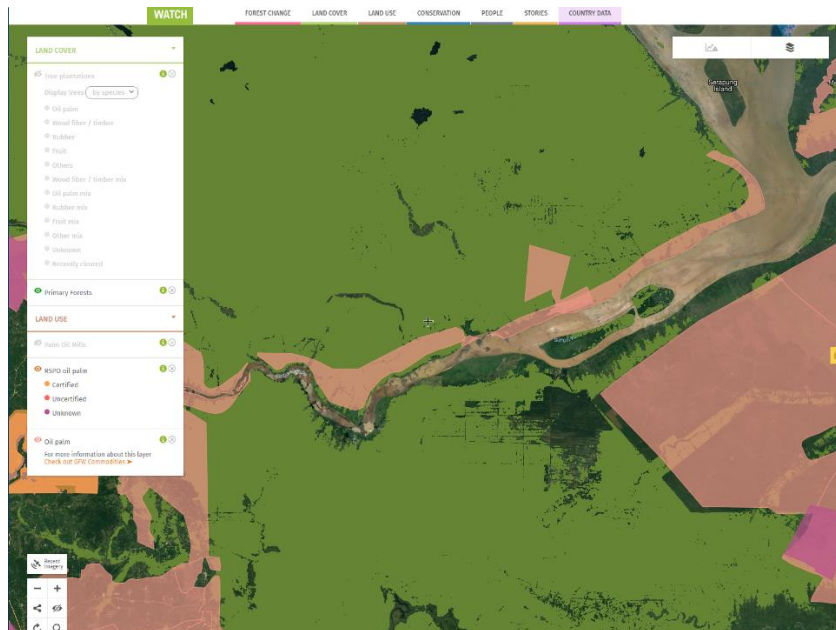 WATCH
FOREST CHANGE
LAND COVER
LAND USE
CONSERVATION
PEOPLE
STORIES
COUNTRY DATA
LAND COVER
Tree plantations
Display trees by species
Oil palm
Wood fiber / timber
Rubber
Fruit
Others
Wood fiber / timber mix
Oil palm mix
Rubber mix
Fruit mix
Other mix
Unknown
Recently cleared
Primary Forests
LAND USE
Palm Oil Mills
RSPO oil palm
Certified
Uncertified
Unknown
Oil palm
For more information about this layer
Check out GFW Commodities ➤
Recent
Imagery
Serapung
Island